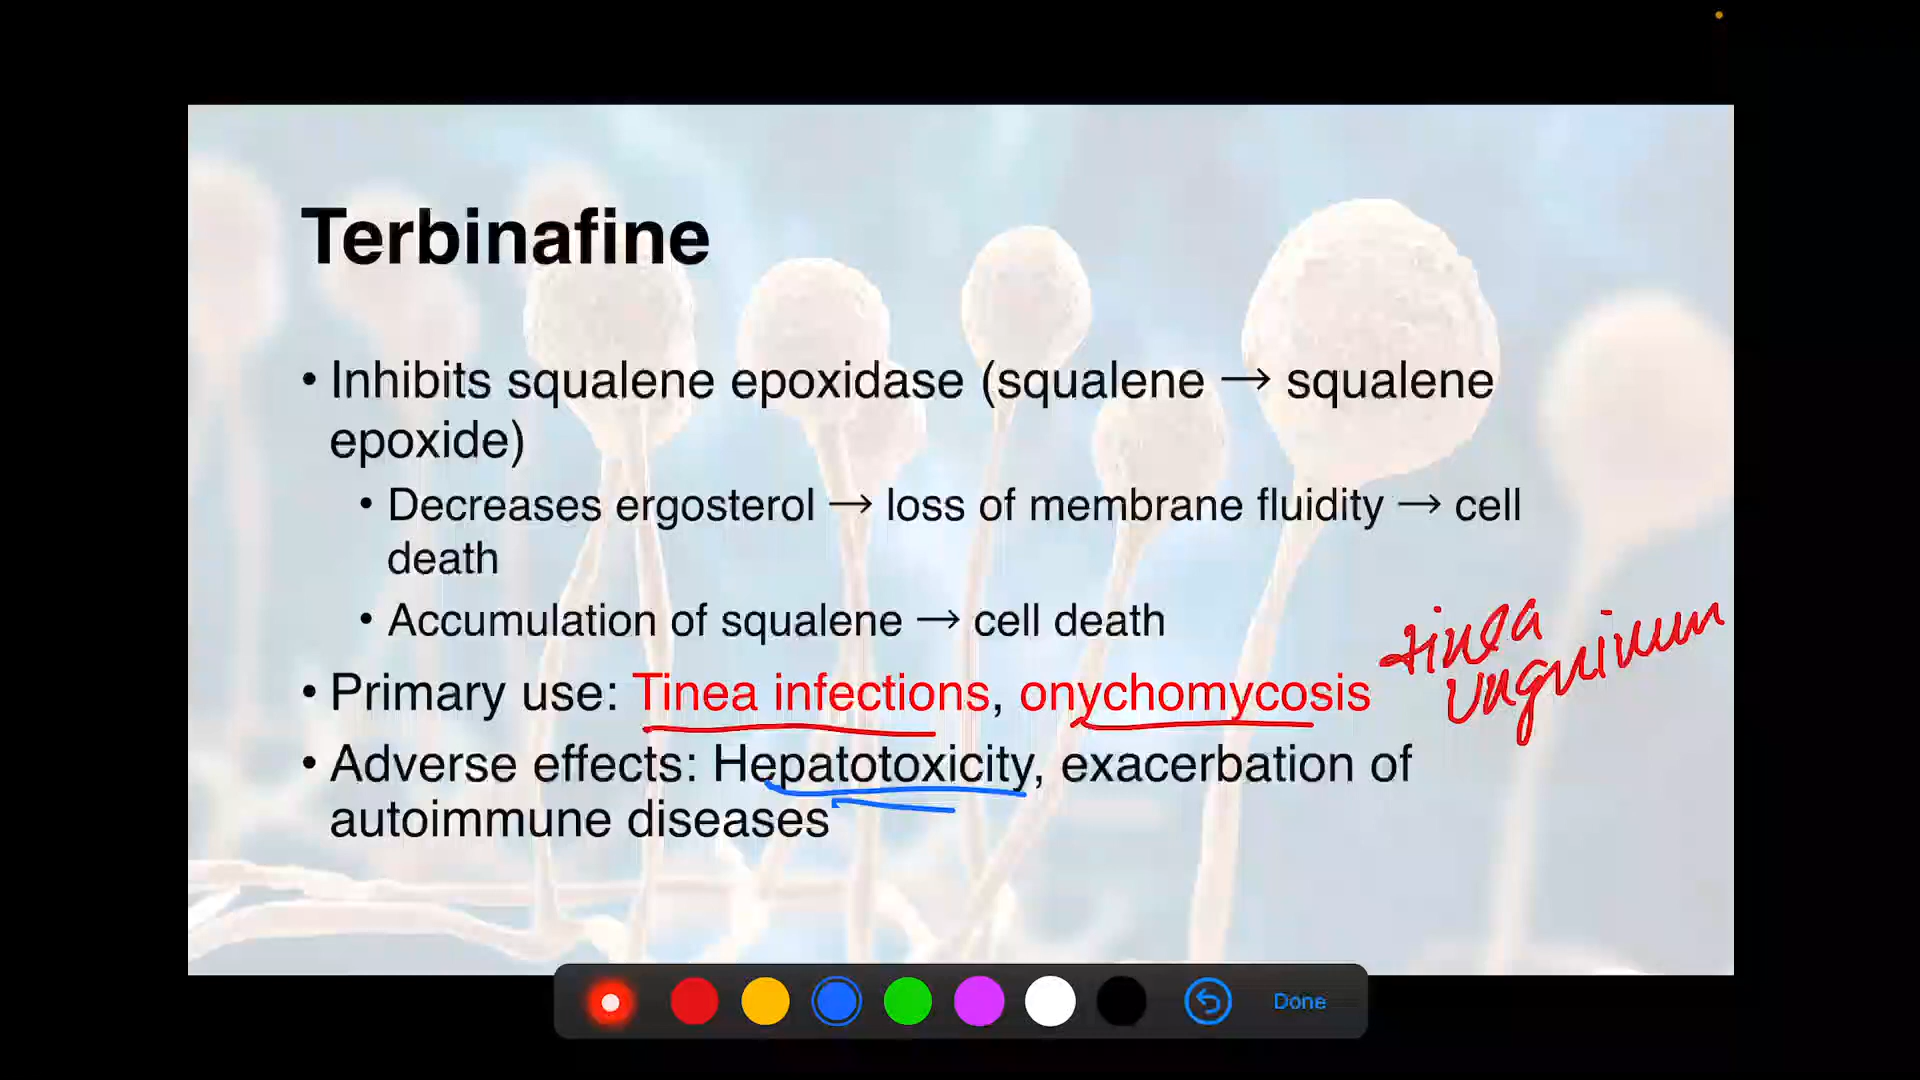 Terbinafine
• Inhibits squalene epoxidase (squalene → squalene
epoxide)
• Decreases ergosterol → loss of membrane fluidity → cell
death
• Accumulation of squalene → cell death
• Primary use: Tinea infections, onychomycosis
tinea
unguinum
• Adverse effects: Hepatotoxicity, exacerbation of
autoimmune diseases
Done